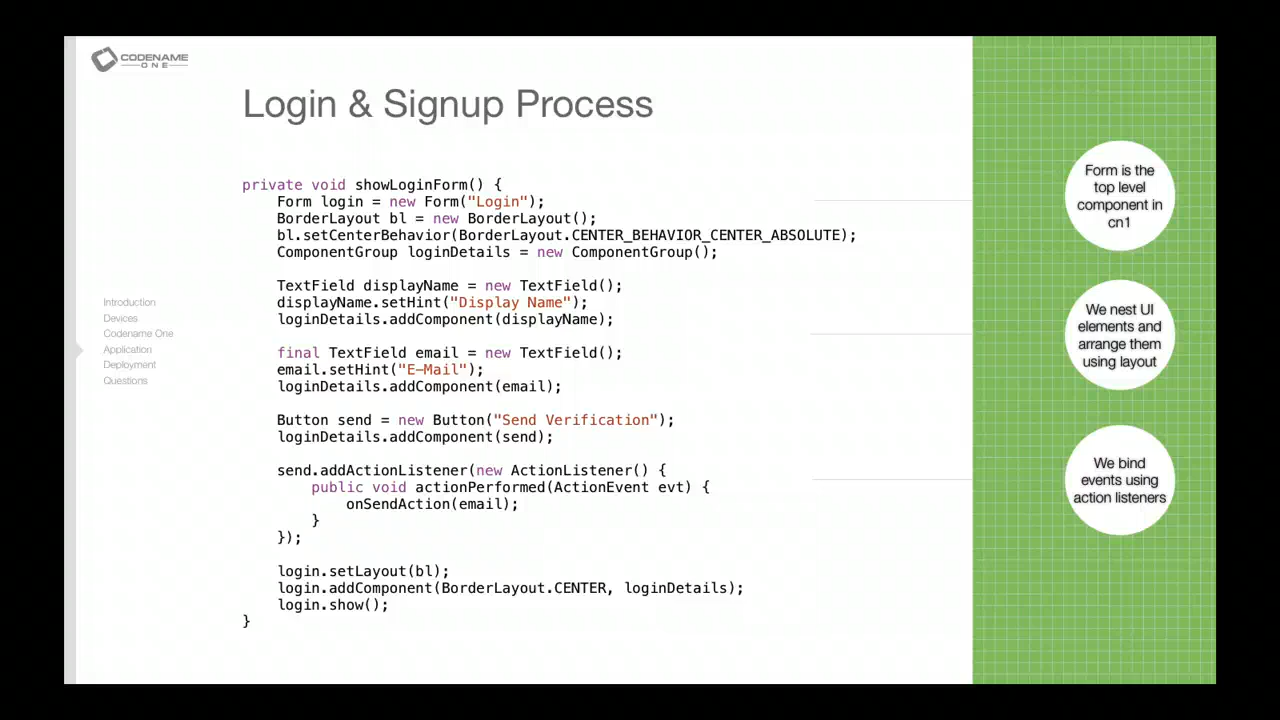 CODENAME
ONE
Login & Signup Process
private void showLoginForm() {
Form login = new Form("Login");
BorderLayout bl = new BorderLayout();
bl.setCenterBehavior(BorderLayout.CENTER_BEHAVIOR_CENTER_ABSOLUTE);
ComponentGroup loginDetails = new ComponentGroup();
TextField displayName = new TextField();
displayName.setHint("Display Name");
loginDetails.addComponent(displayName);
final TextField email = new TextField();
email.setHint("E-Mail");
loginDetails.addComponent(email);
Button send = new Button("Send Verification");
loginDetails.addComponent(send);
send.addActionListener(new ActionListener() {
public void actionPerformed(ActionEvent evt) {
onSendAction(email);
}
});
login.setLayout(bl);
login.addComponent(BorderLayout.CENTER, loginDetails);
login.show();
}
Introduction
Devices
Codename One
Application
Deployment
Questions
Form is the
top level
component in
cn1
We nest UI
elements and
arrange them
using layout
We bind
events using
action listeners